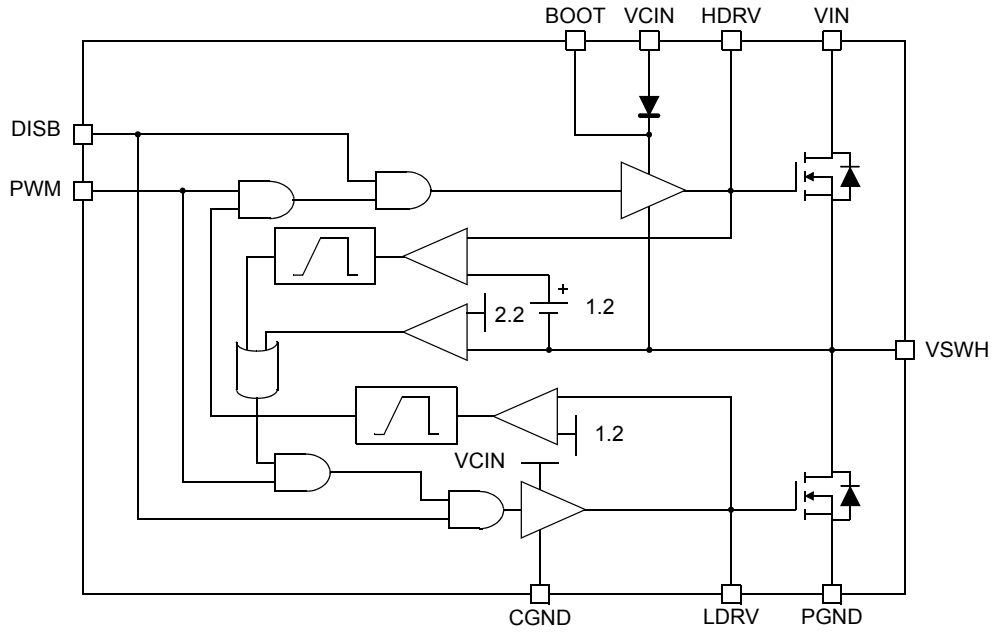 BOOT VCIN HDRV VIN
DISB
PWM
+
2.2 1.2
VSWH
1.2
VCIN
CGND LDRV PGND